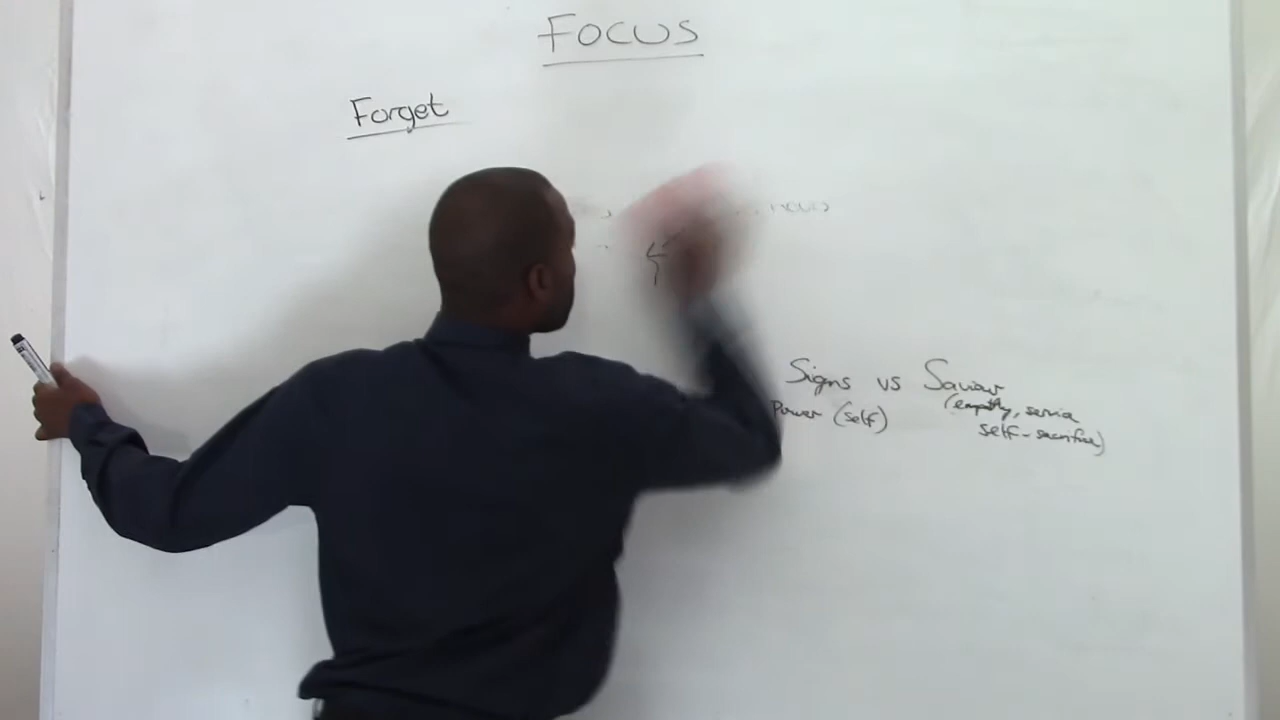 FOCUS
Forget
Signs vs Saviour
Power (self) (empathy, service
self-sacrifice)